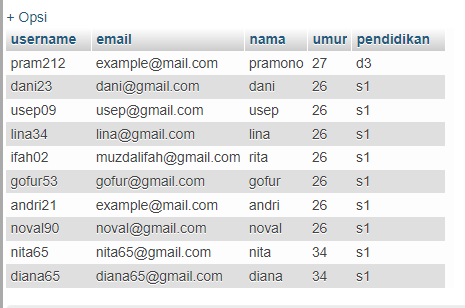 + Opsi
username email nama umur pendidikan
pram212 example@mail.com pramono 27 d3
dani23 dani@gmail.com dani 26 s1
usep09 usep@gmail.com usep 26 s1
lina34 lina@gmail.com lina 26 s1
ifah02 muzdalifah@gmail.com rita 26 s1
gofur53 gofur@gmail.com gofur 26 s1
andri21 example@mail.com andri 26 s1
noval90 noval@gmail.com noval 26 s1
nita65 nita65@gmail.com nita 34 s1
diana65 diana65@gmail.com diana 34 s1